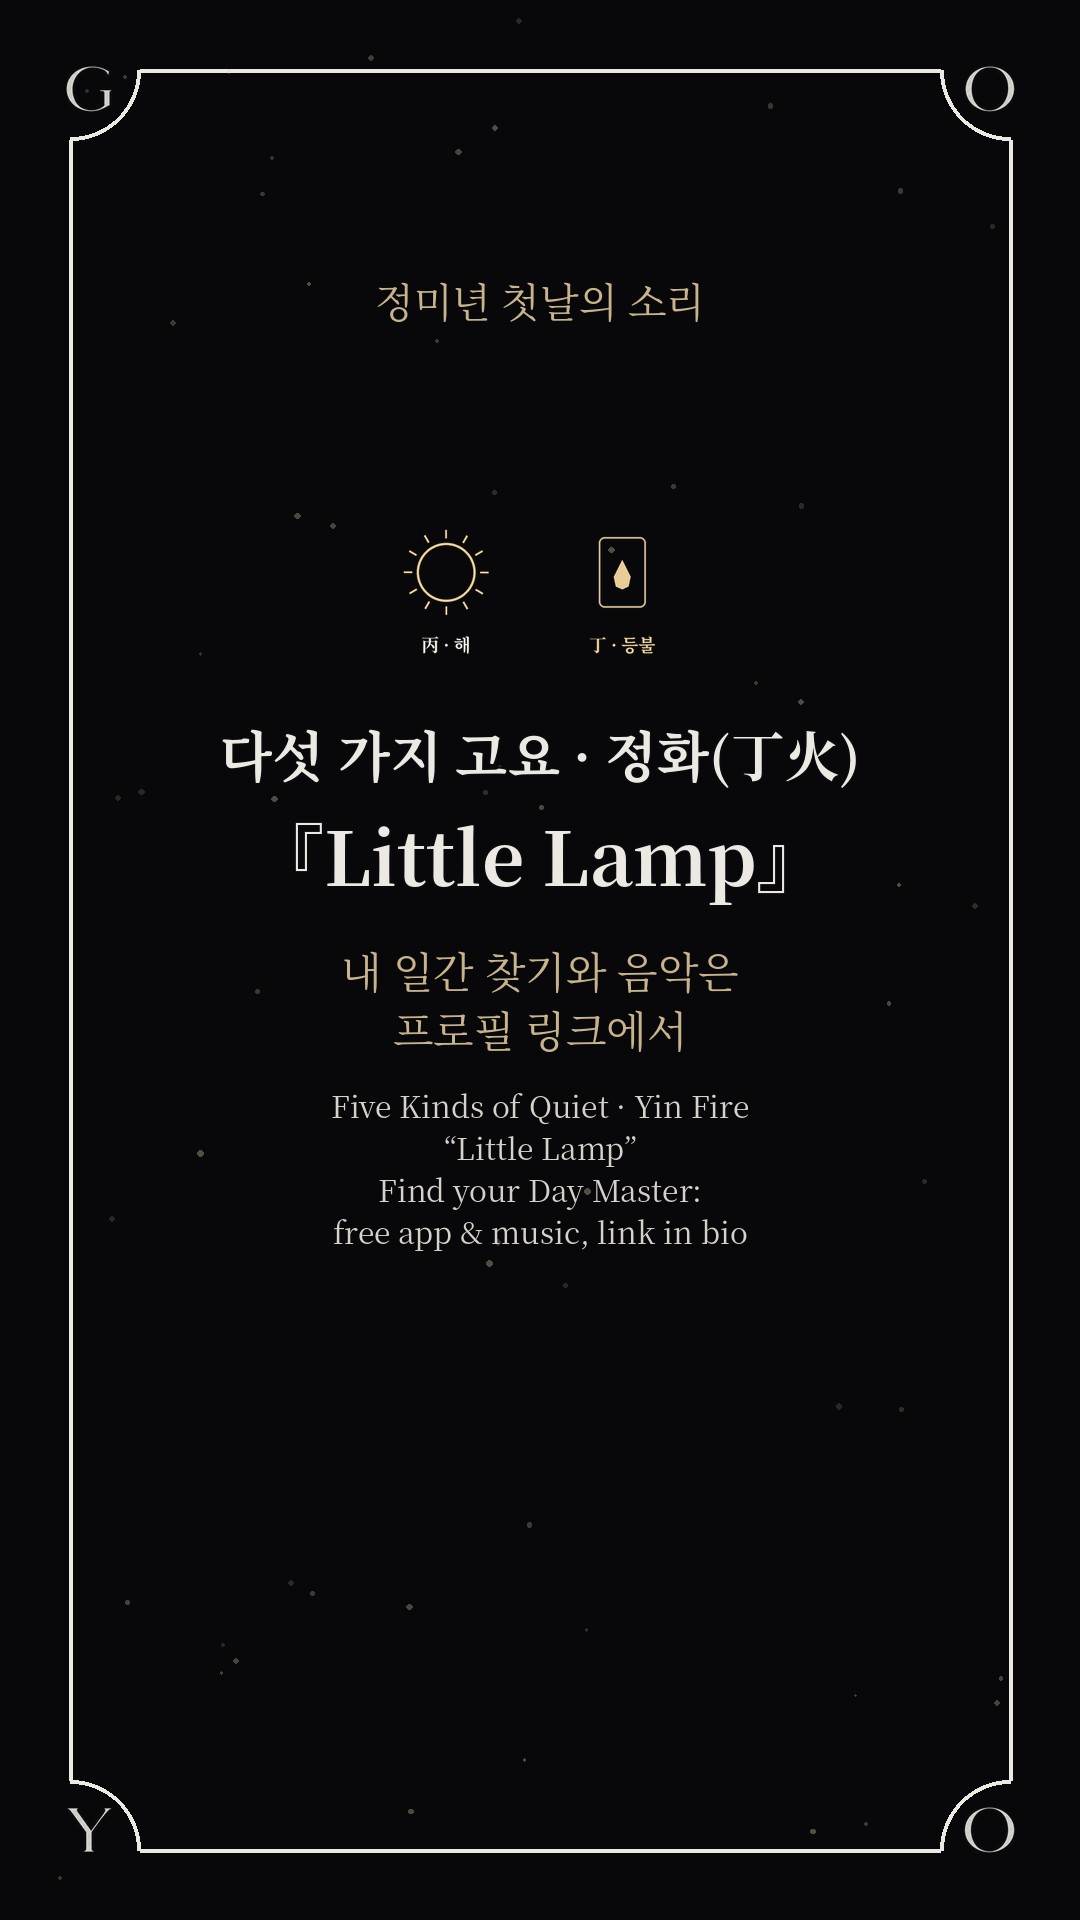 G O
정미년 첫날의 소리
丙 · 해 丁 · 등불
다섯 가지 고요 · 정화(丁火)
『Little Lamp』
내 일간 찾기와 음악은
프로필 링크에서
Five Kinds of Quiet · Yin Fire
“Little Lamp”
Find your Day Master:
free app & music, link in bio
Y O